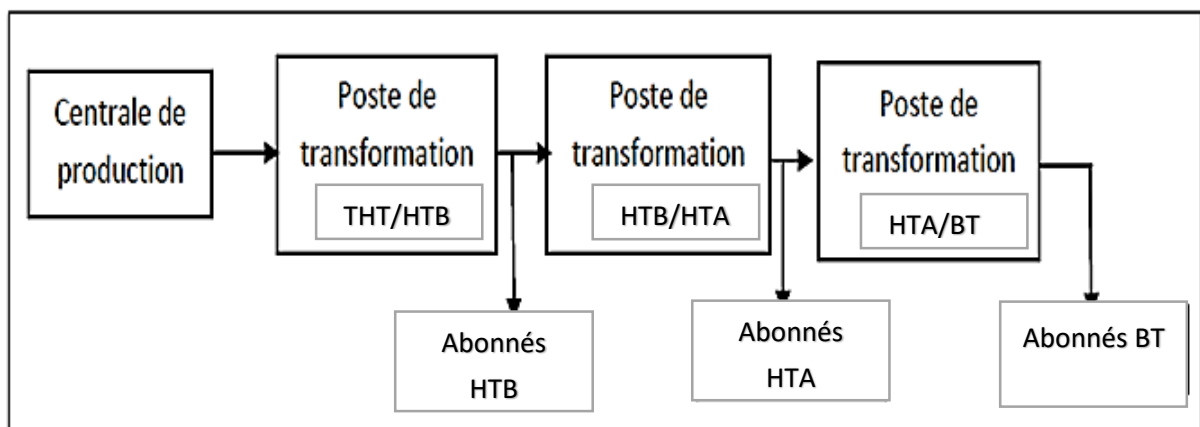 Centrale de
production
Poste de
transformation
THT/HTB
Poste de
transformation
HTB/HTA
Poste de
transformation
HTA/BT
Abonnés
HTB
Abonnés
HTA
Abonnés BT